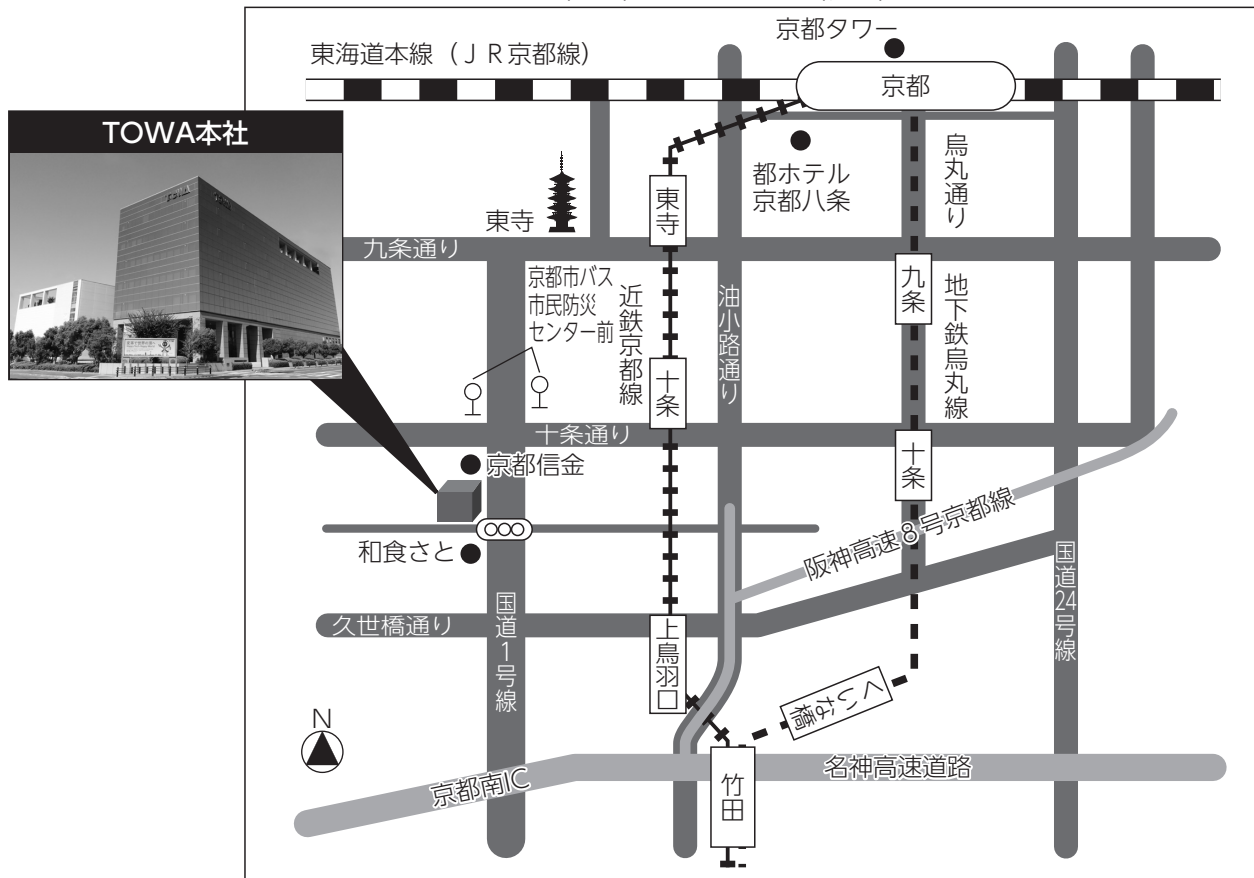 京都タワー
東海道本線（ＪＲ京都線）
京都
TOWA本社
TOWA
都ホテル
京都八条
烏丸通り
東寺
東寺
九条通り
京都市バス
市民防災
センター前
近鉄京都線
油小路通り
九条
地下鉄烏丸線
十条
十条通り
十条
京都信金
阪神高速８号京都線
和食さと
国道１号線
国道24号線
久世橋通り
上鳥羽口
くいな橋
N
竹田
名神高速道路
京都南IC